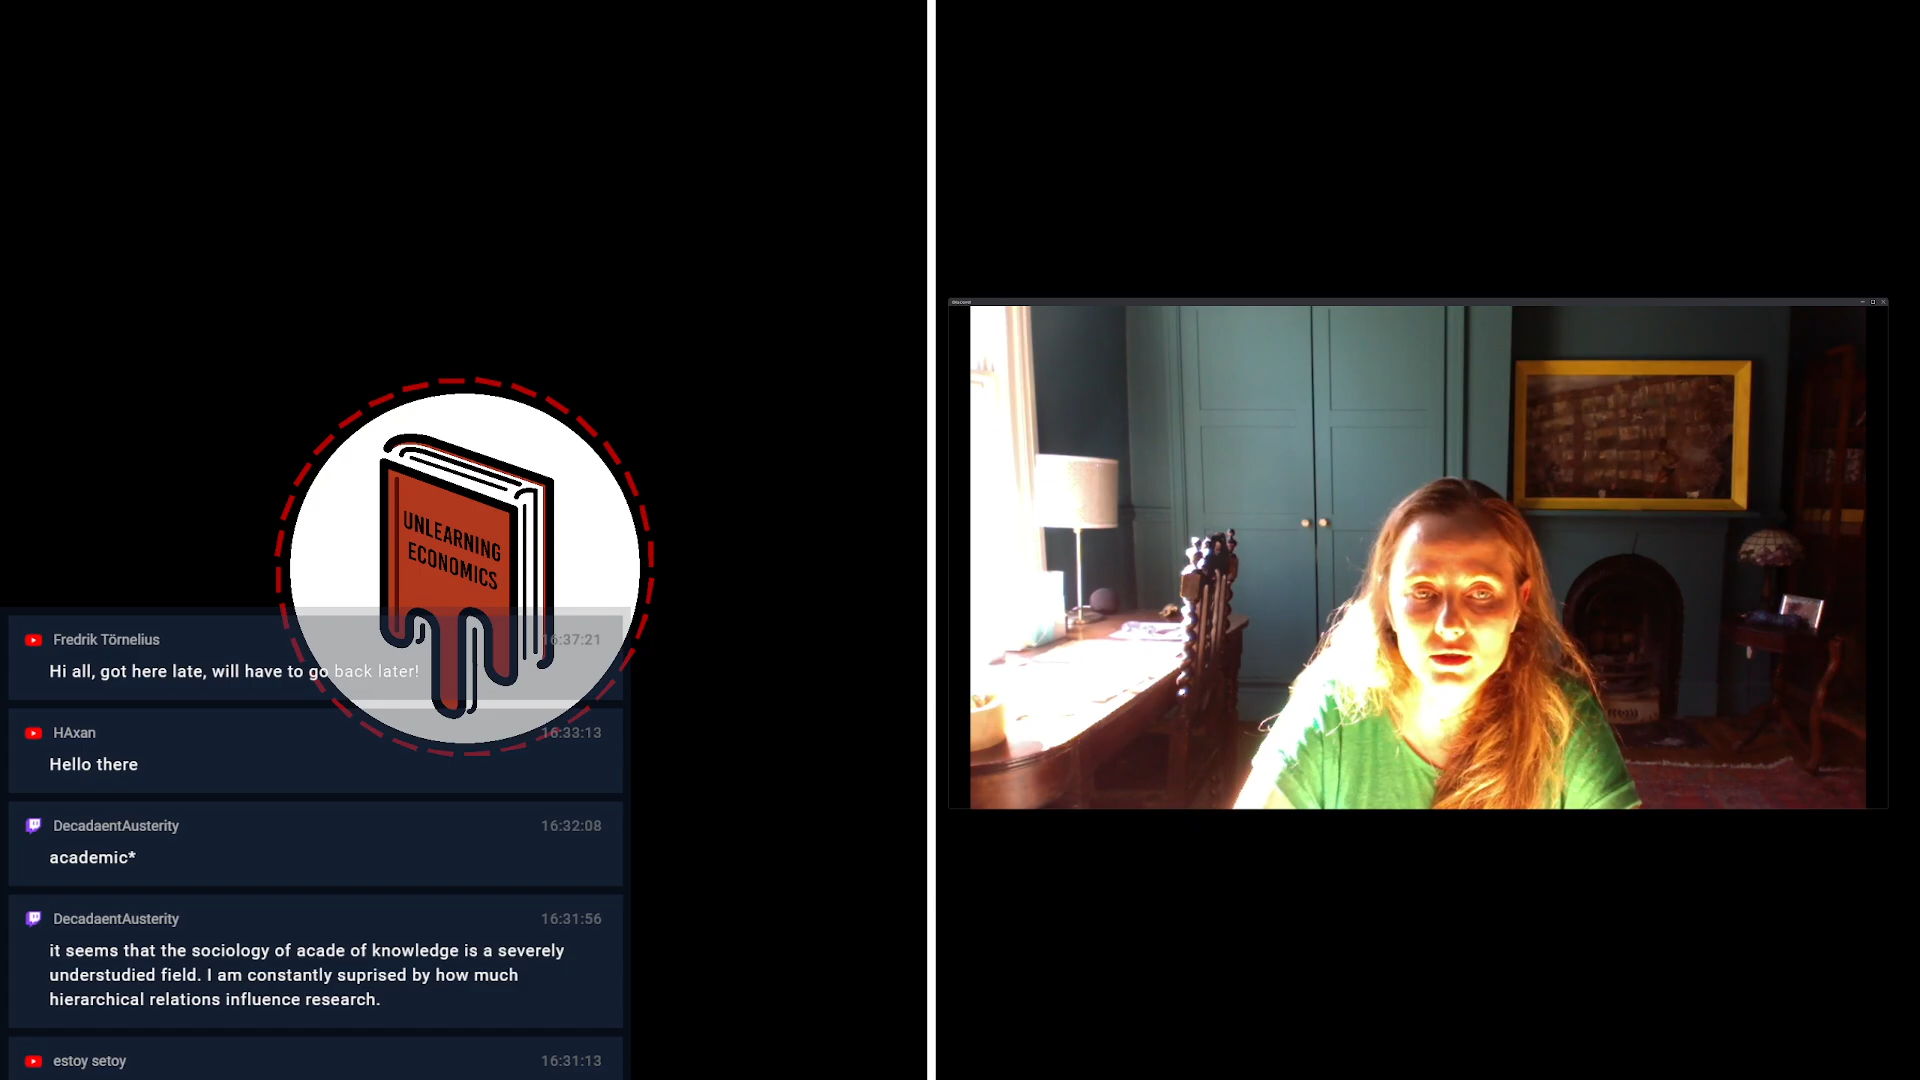 UNLEARNING
ECONOMICS
Fredrik Törnelius 16:37:21
Hi all, got here late, will have to go back later!
HAxan 16:33:13
Hello there
DecadaentAusterity 16:32:08
academic*
DecadaentAusterity 16:31:56
it seems that the sociology of acade of knowledge is a severely
understudied field. I am constantly suprised by how much
hierarchical relations influence research.
estoy setoy 16:31:13
Discord